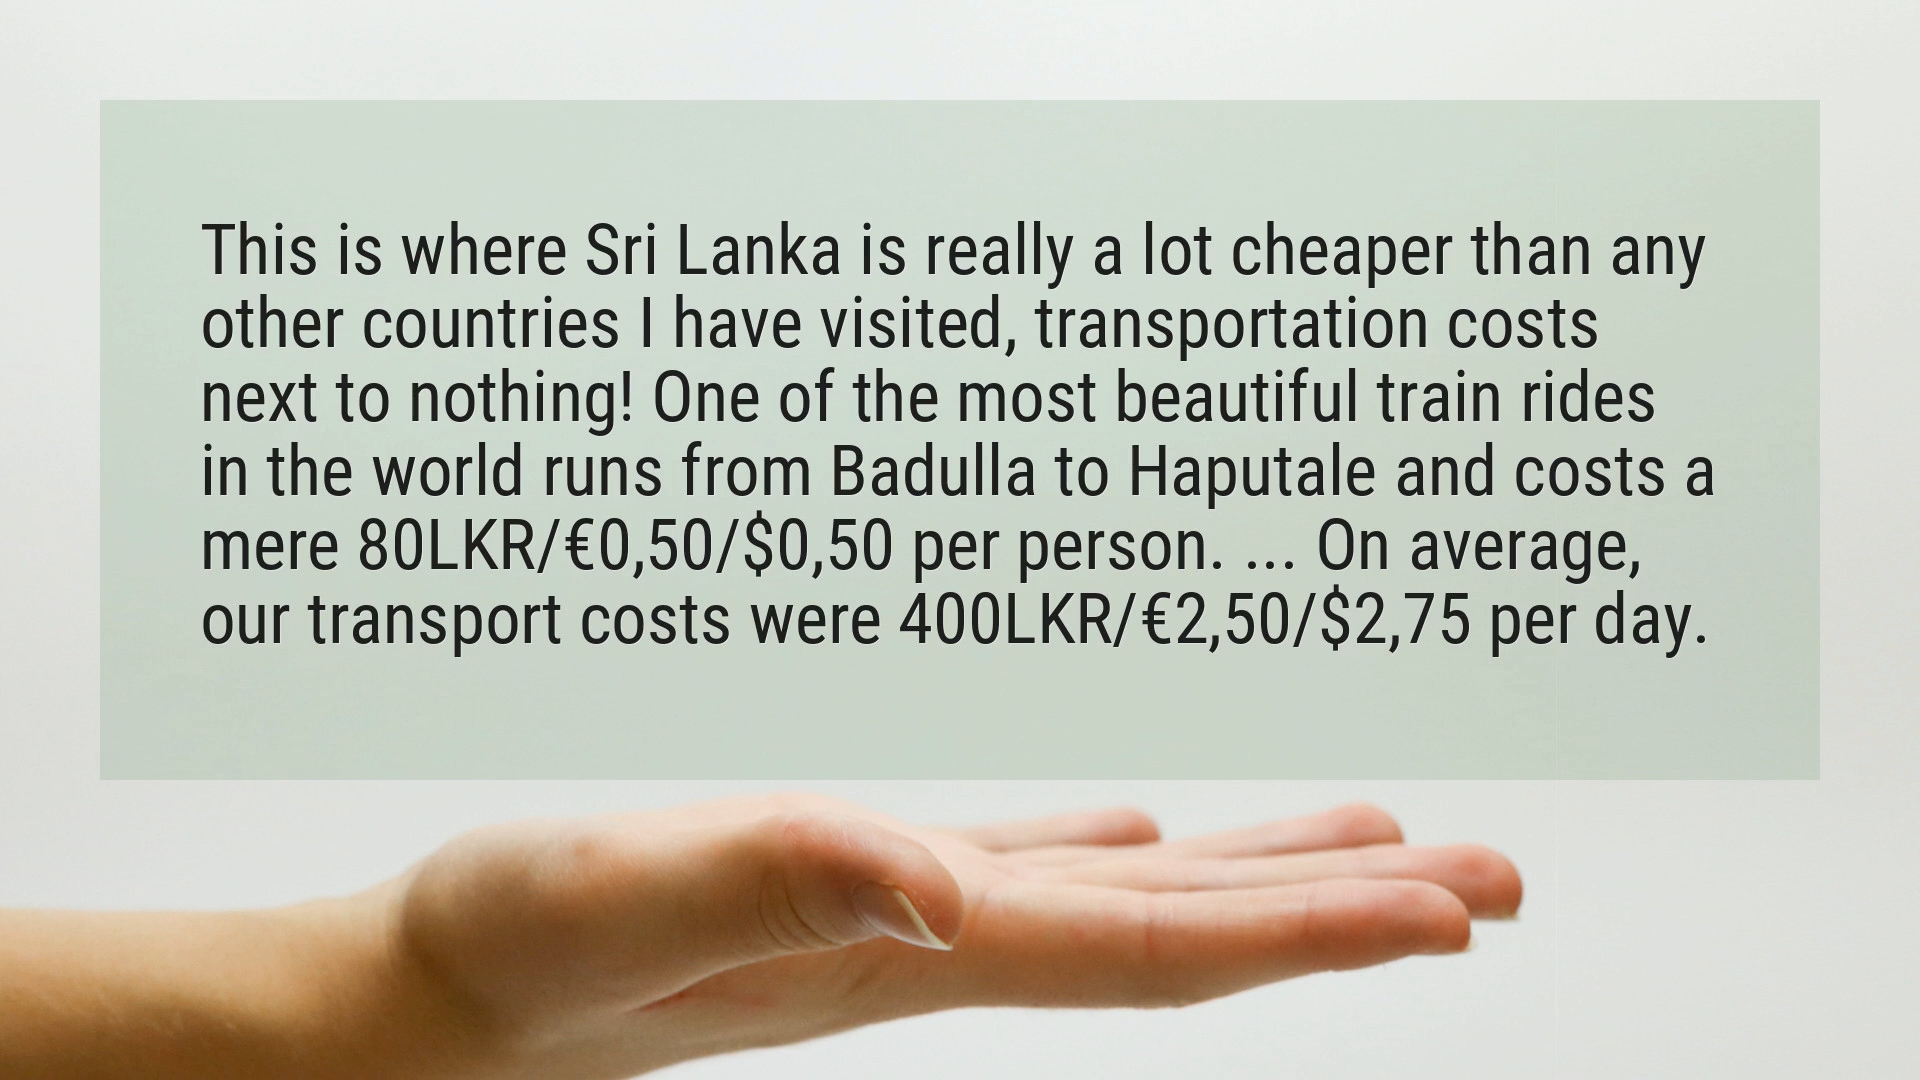 This is where Sri Lanka is really a lot cheaper than any
other countries I have visited, transportation costs
next to nothing! One of the most beautiful train rides
in the world runs from Badulla to Haputale and costs a
mere 80LKR/€0,50/$0,50 per person. ... On average,
our transport costs were 400LKR/€2,50/$2,75 per day.